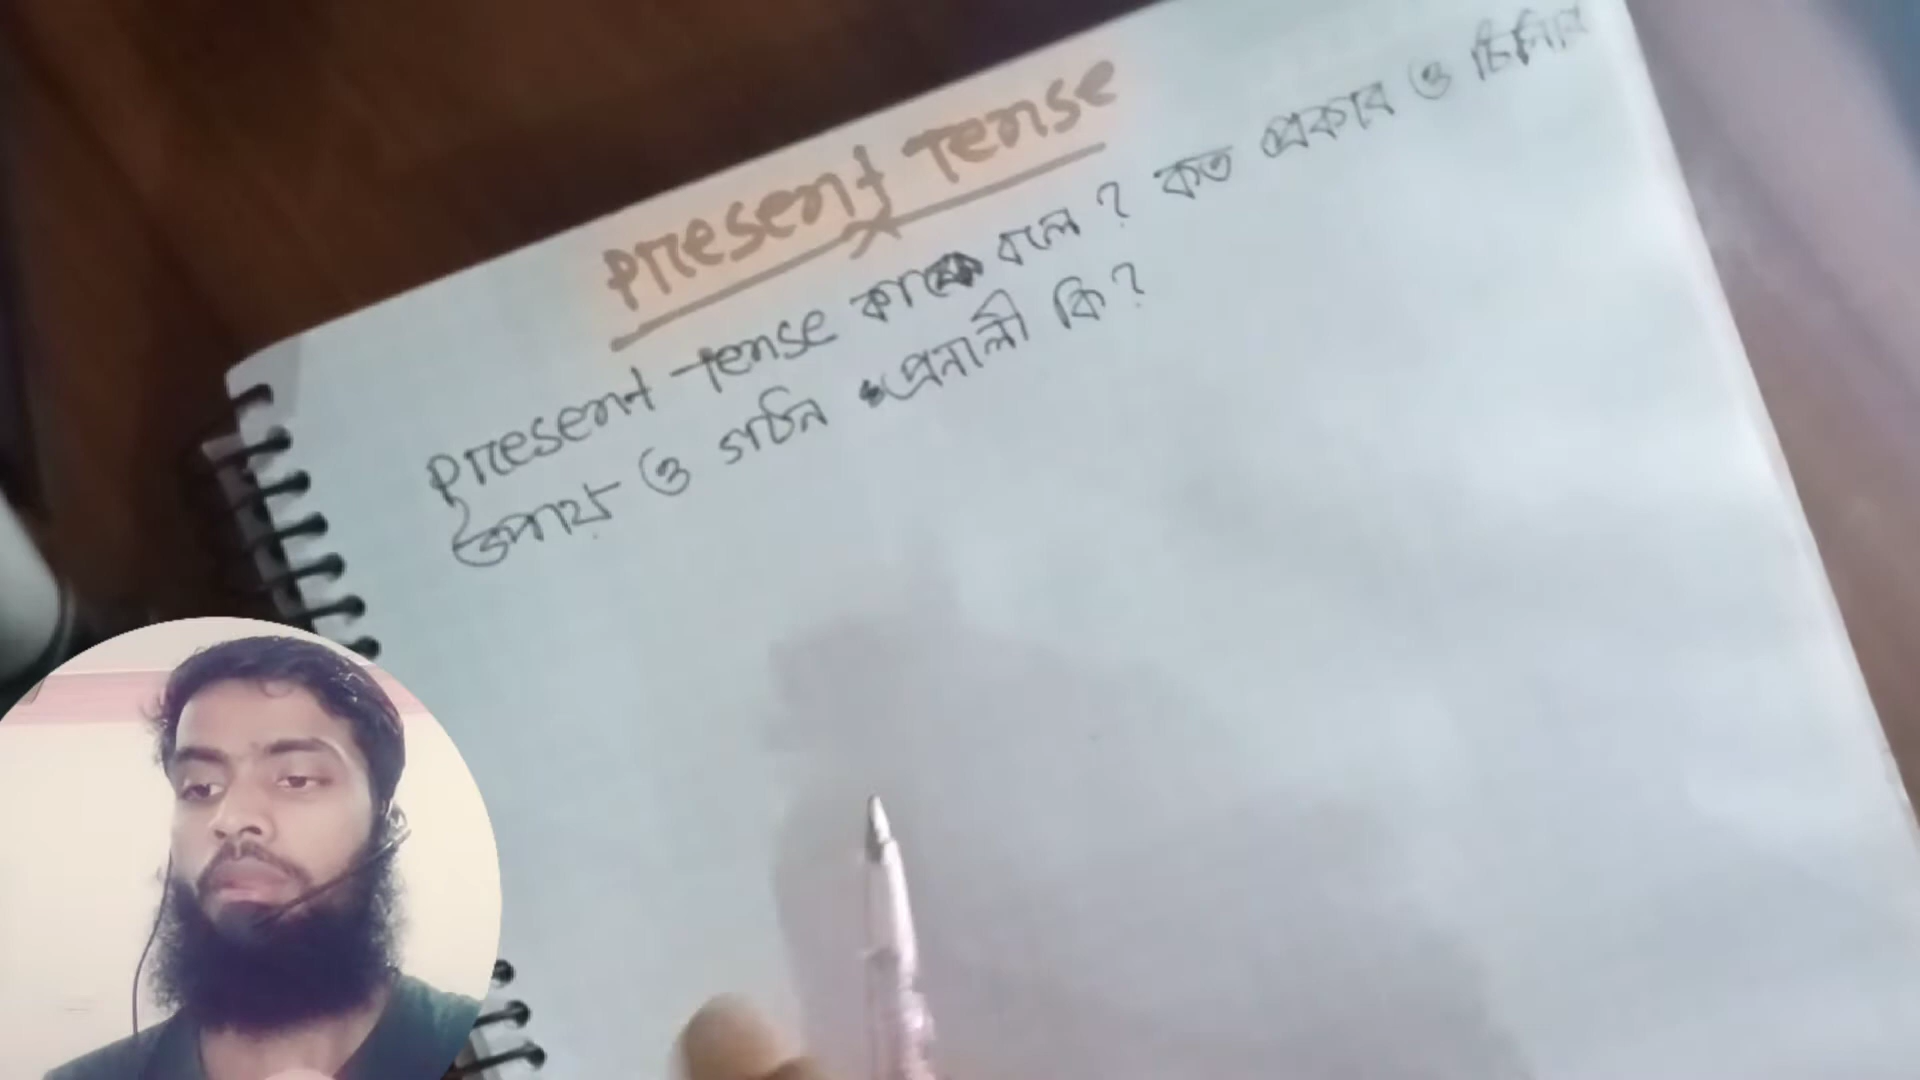 Present Tense
Present Tense কাকে বলে? কত প্রকার ও চিনিবার
উপায় ও গঠন প্রনালী কি?